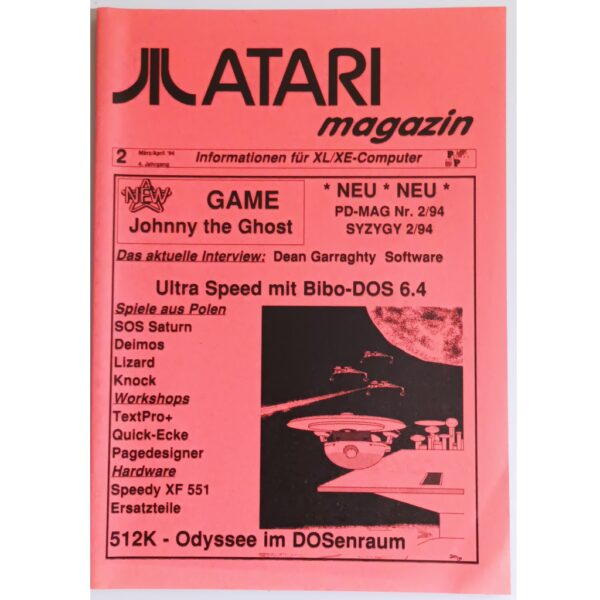 ATARI
magazin
2 März/April '94
4. Jahrgang
Informationen für XL/XE-Computer
NEW
GAME
Johnny the Ghost
* NEU * NEU *
PD-MAG Nr. 2/94
SYZYGY 2/94
Das aktuelle Interview: Dean Garraghty Software
Ultra Speed mit Bibo-DOS 6.4
Spiele aus Polen
SOS Saturn
Deimos
Lizard
Knock
Workshops
TextPro+
Quick-Ecke
Pagedesigner
Hardware
Speedy XF 551
Ersatzteile
512K - Odyssee im DOSenraum